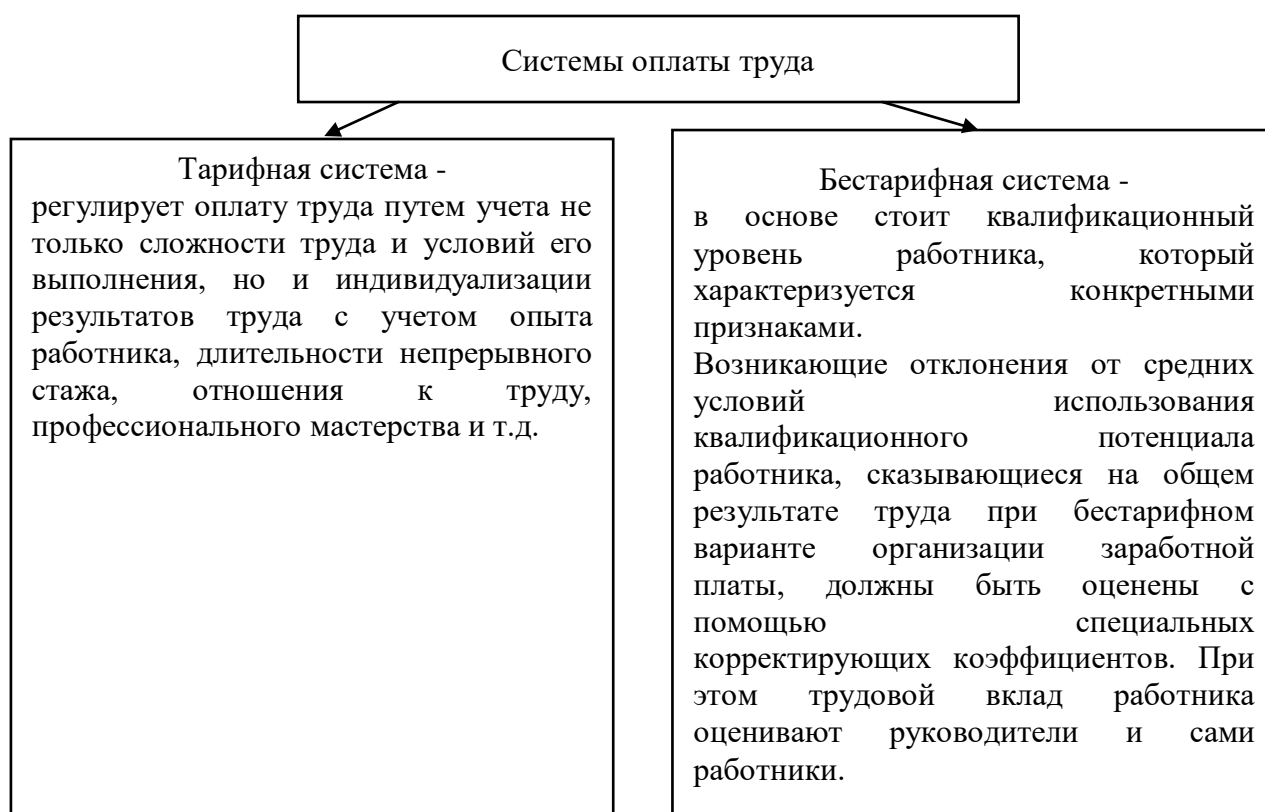 Системы оплаты труда
Тарифная система -
регулирует оплату труда путем учета не
только сложности труда и условий его
выполнения, но и индивидуализации
результатов труда с учетом опыта
работника, длительности непрерывного
стажа, отношения к труду,
профессионального мастерства и т.д.
Бестарифная система -
в основе стоит квалификационный
уровень работника, который
характеризуется конкретными
признаками.
Возникающие отклонения от средних
условий использования
квалификационного потенциала
работника, сказывающиеся на общем
результате труда при бестарифном
варианте организации заработной
платы, должны быть оценены с
помощью специальных
корректирующих коэффициентов. При
этом трудовой вклад работника
оценивают руководители и сами
работники.